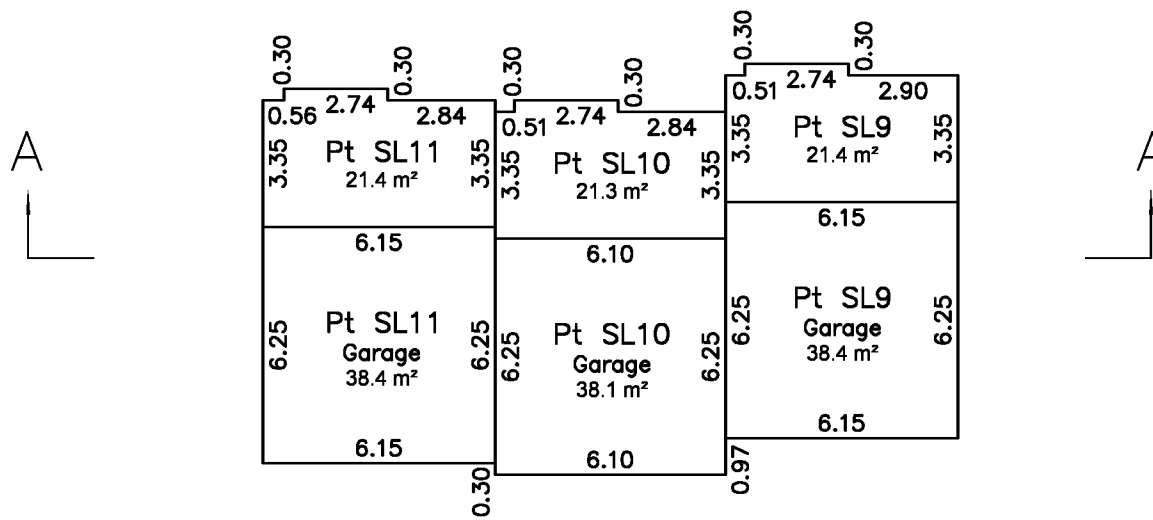 0.30
0.30
0.56
2.74
2.84
3.35
Pt SL11
21.4 m²
3.35
6.15
6.25
Pt SL11
Garage
38.4 m²
6.25
6.15
0.30
0.30
0.30
0.51
2.74
2.84
3.35
Pt SL10
21.3 m²
3.35
6.10
6.25
Pt SL10
Garage
38.1 m²
6.25
6.10
0.30
0.30
0.51
2.74
2.90
3.35
Pt SL9
21.4 m²
3.35
6.15
6.25
Pt SL9
Garage
38.4 m²
6.25
6.15
0.97
A
A